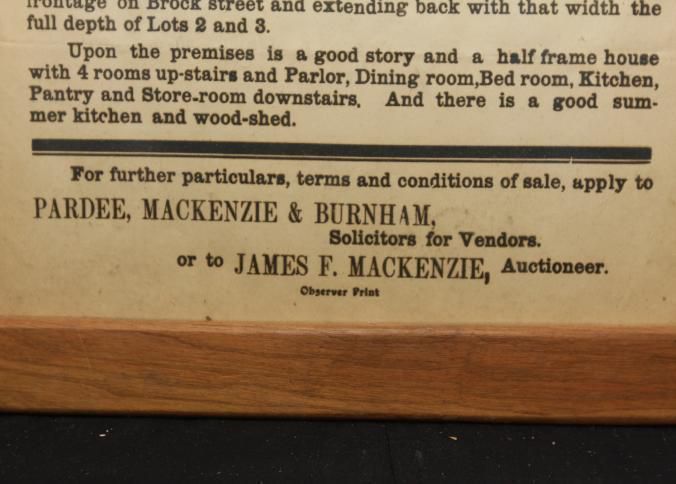 frontage on Brock street and extending back with that width the
full depth of Lots 2 and 3.
Upon the premises is a good story and a half frame house
with 4 rooms up-stairs and Parlor, Dining room,Bed room, Kitchen,
Pantry and Store-room downstairs. And there is a good sum-
mer kitchen and wood-shed.
For further particulars, terms and conditions of sale, apply to
PARDEE, MACKENZIE & BURNHAM,
Solicitors for Vendors.
or to JAMES F. MACKENZIE, Auctioneer.
Observer Print